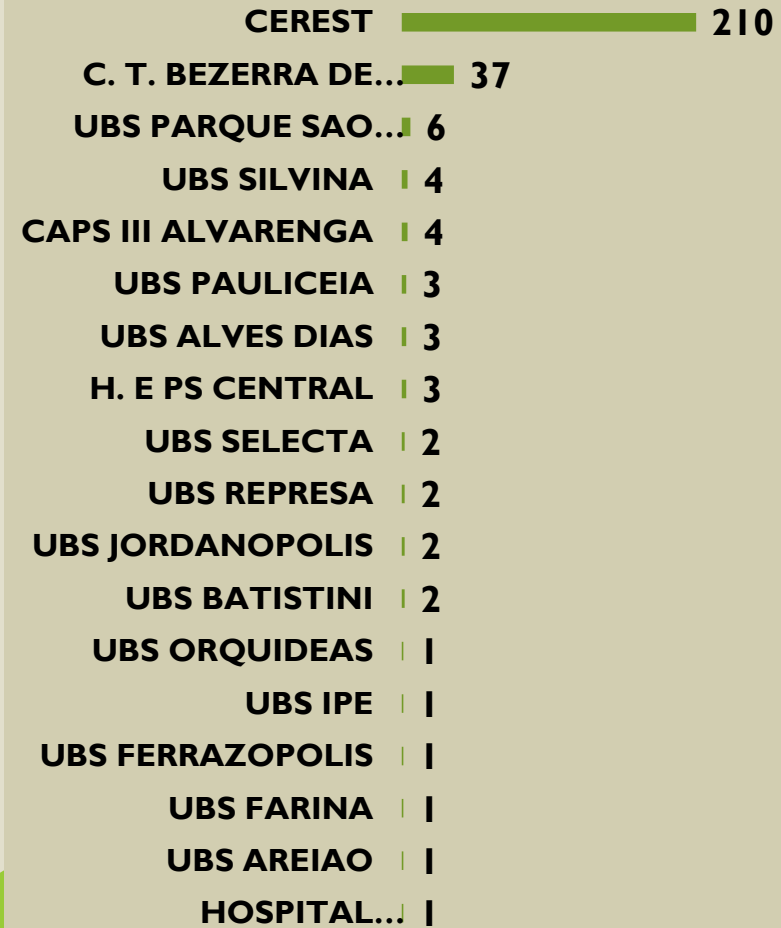 CEREST 210
C. T. BEZERRA DE... 37
UBS PARQUE SAO... 6
UBS SILVINA 4
CAPS III ALVARENGA 4
UBS PAULICEIA 3
UBS ALVES DIAS 3
H. E PS CENTRAL 3
UBS SELECTA 2
UBS REPRESA 2
UBS JORDANOPOLIS 2
UBS BATISTINI 2
UBS ORQUIDEAS 1
UBS IPE 1
UBS FERRAZOPOLIS 1
UBS FARINA 1
UBS AREIAO 1
HOSPITAL... 1